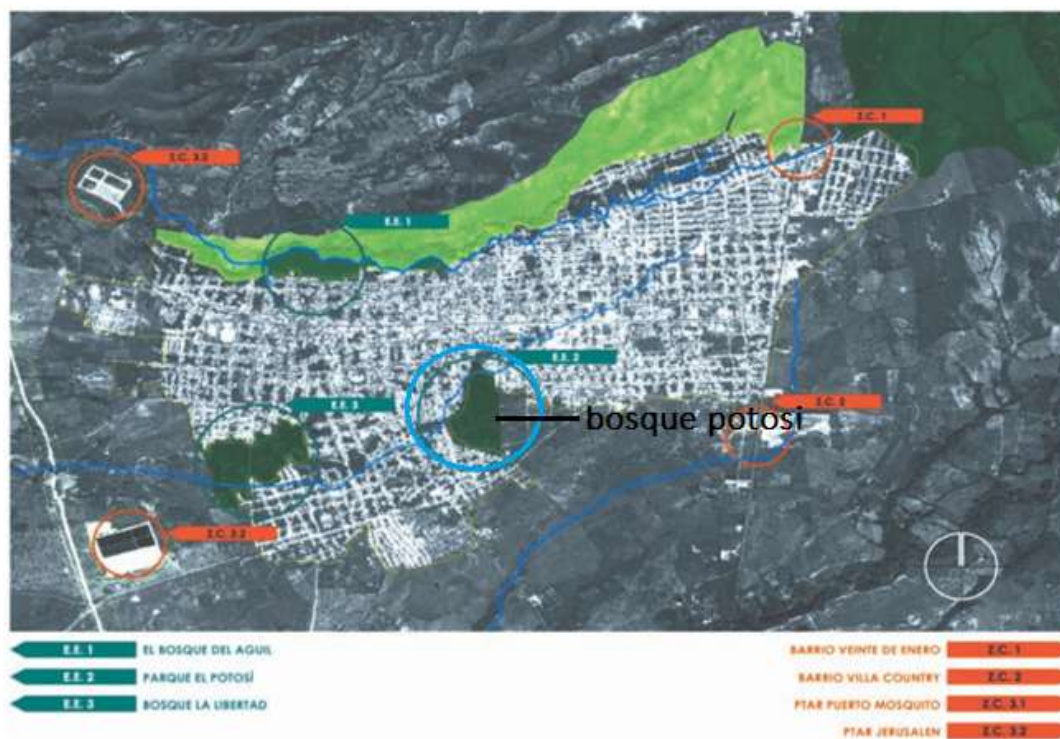 Z.C. 1
Z.C. 3.2
E.E. 1
E.E. 2
E.E. 3
Z.C. 2
bosque potosi
Z.C. 3.2
E.E. 1 EL BOSQUE DEL AGUIL
E.E. 2 PARQUE EL POTOSÍ
E.E. 3 BOSQUE LA LIBERTAD
BARRIO VEINTE DE ENERO Z.C. 1
BARRIO VILLA COUNTRY Z.C. 2
PTAR PUERTO MOSQUITO Z.C. 3.1
PTAR JERUSALEN Z.C. 3.2